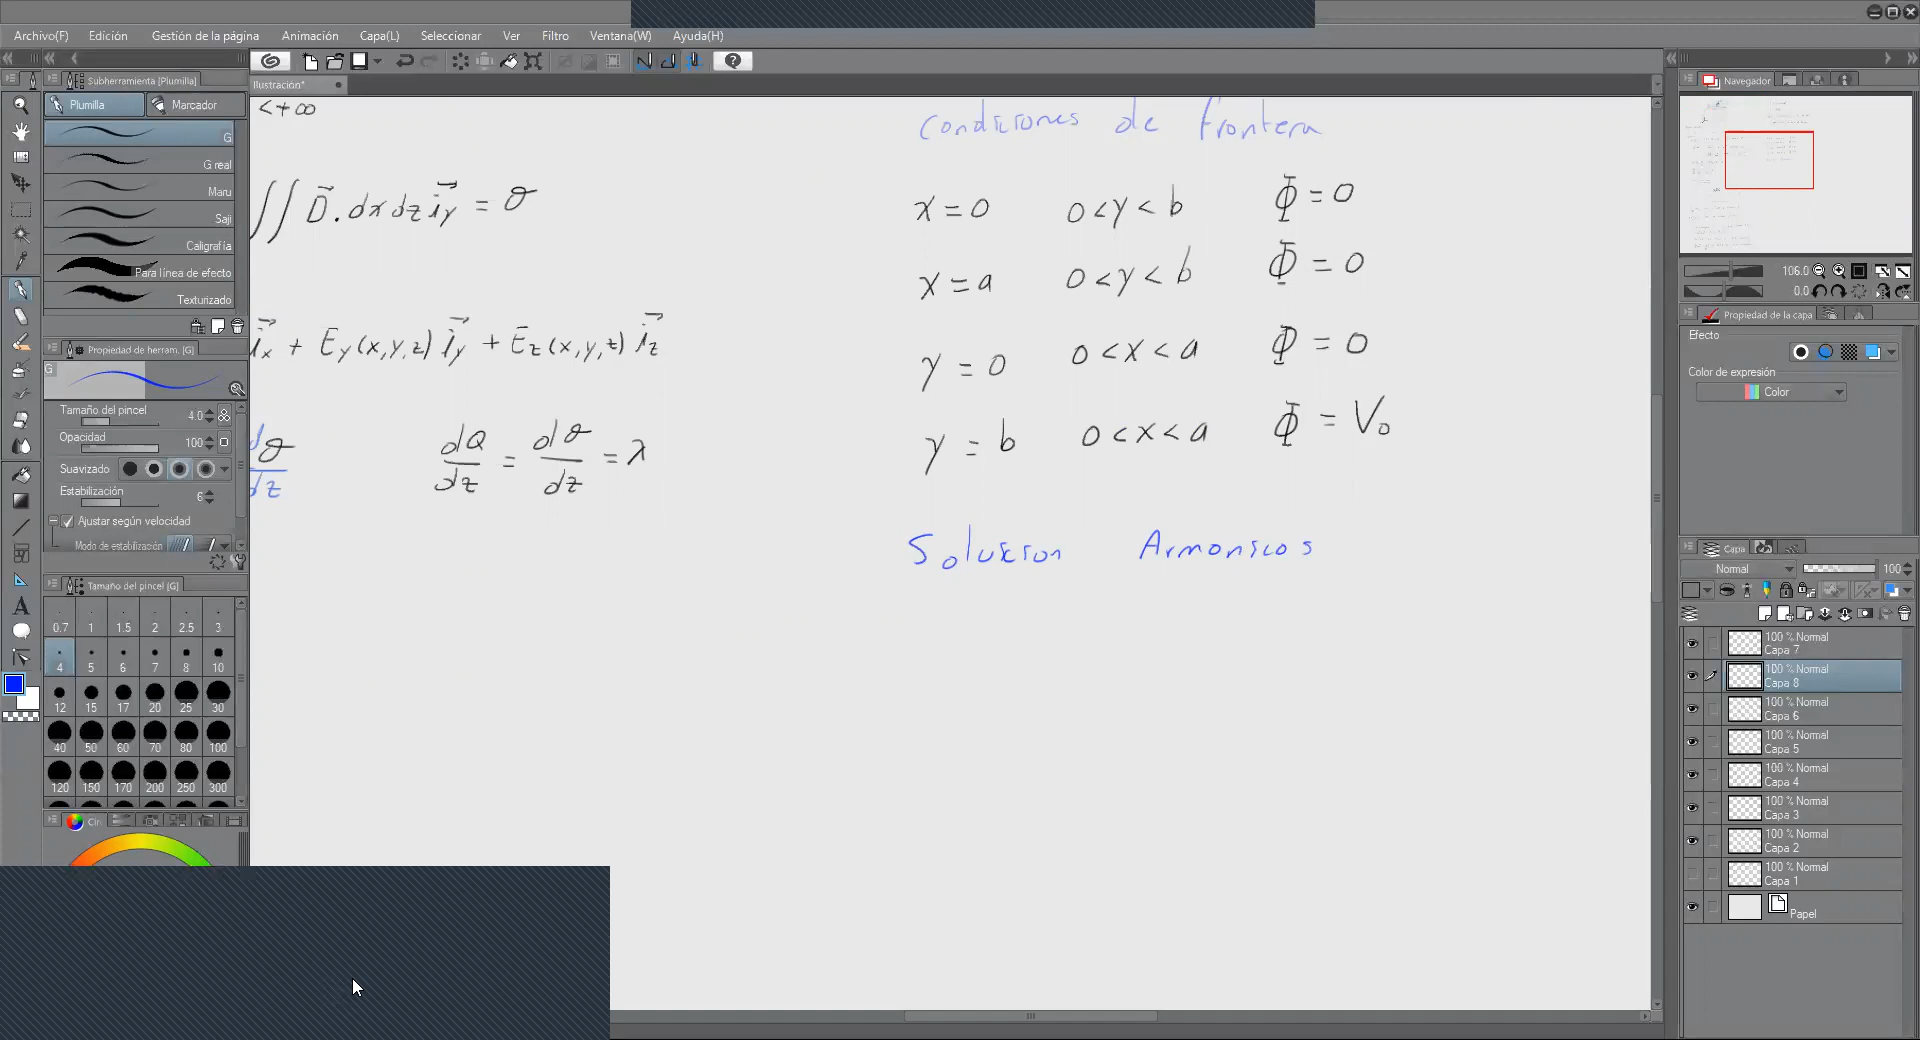 Archivo(F) Edición Gestión de la página Animación Capa(L) Seleccionar Ver Filtro Ventana(W) Ayuda(H)
Subherramienta [Plumilla]
Plumilla Marcador
G
G real
Maru
Saji
Caligrafía
Para línea de efecto
Texturizado
Propiedad de herram. [G]
G
Tamaño del pincel 4.0
Opacidad 100
Suavizado
Estabilización 6
Ajustar según velocidad
Modo de estabilización
Tamaño del pincel [G]
0.7 1 1.5 2 2.5 3
4 5 6 7 8 10
12 15 17 20 25 30
40 50 60 70 80 100
120 150 170 200 250 300
Ilustración*
<+∞
∬ D⃗ . dx dz i⃗y = σ
i⃗x + Ey(x,y,z) i⃗y + Ez(x,y,z) i⃗z
dσ/dz dQ/dz = dσ/dz = λ
Condiciones de frontera
x = 0 0 < y < b Φ = 0
x = a 0 < y < b Φ = 0
y = 0 0 < x < a Φ = 0
y = b 0 < x < a Φ = V₀
Solucion Armonicos
Navegador
106.0
0.0
Propiedad de la capa
Efecto
Color de expresión
Color
Capa
Normal 100
100 % Normal
Capa 7
100 % Normal
Capa 8
100 % Normal
Capa 6
100 % Normal
Capa 5
100 % Normal
Capa 4
100 % Normal
Capa 3
100 % Normal
Capa 2
100 % Normal
Capa 1
Papel